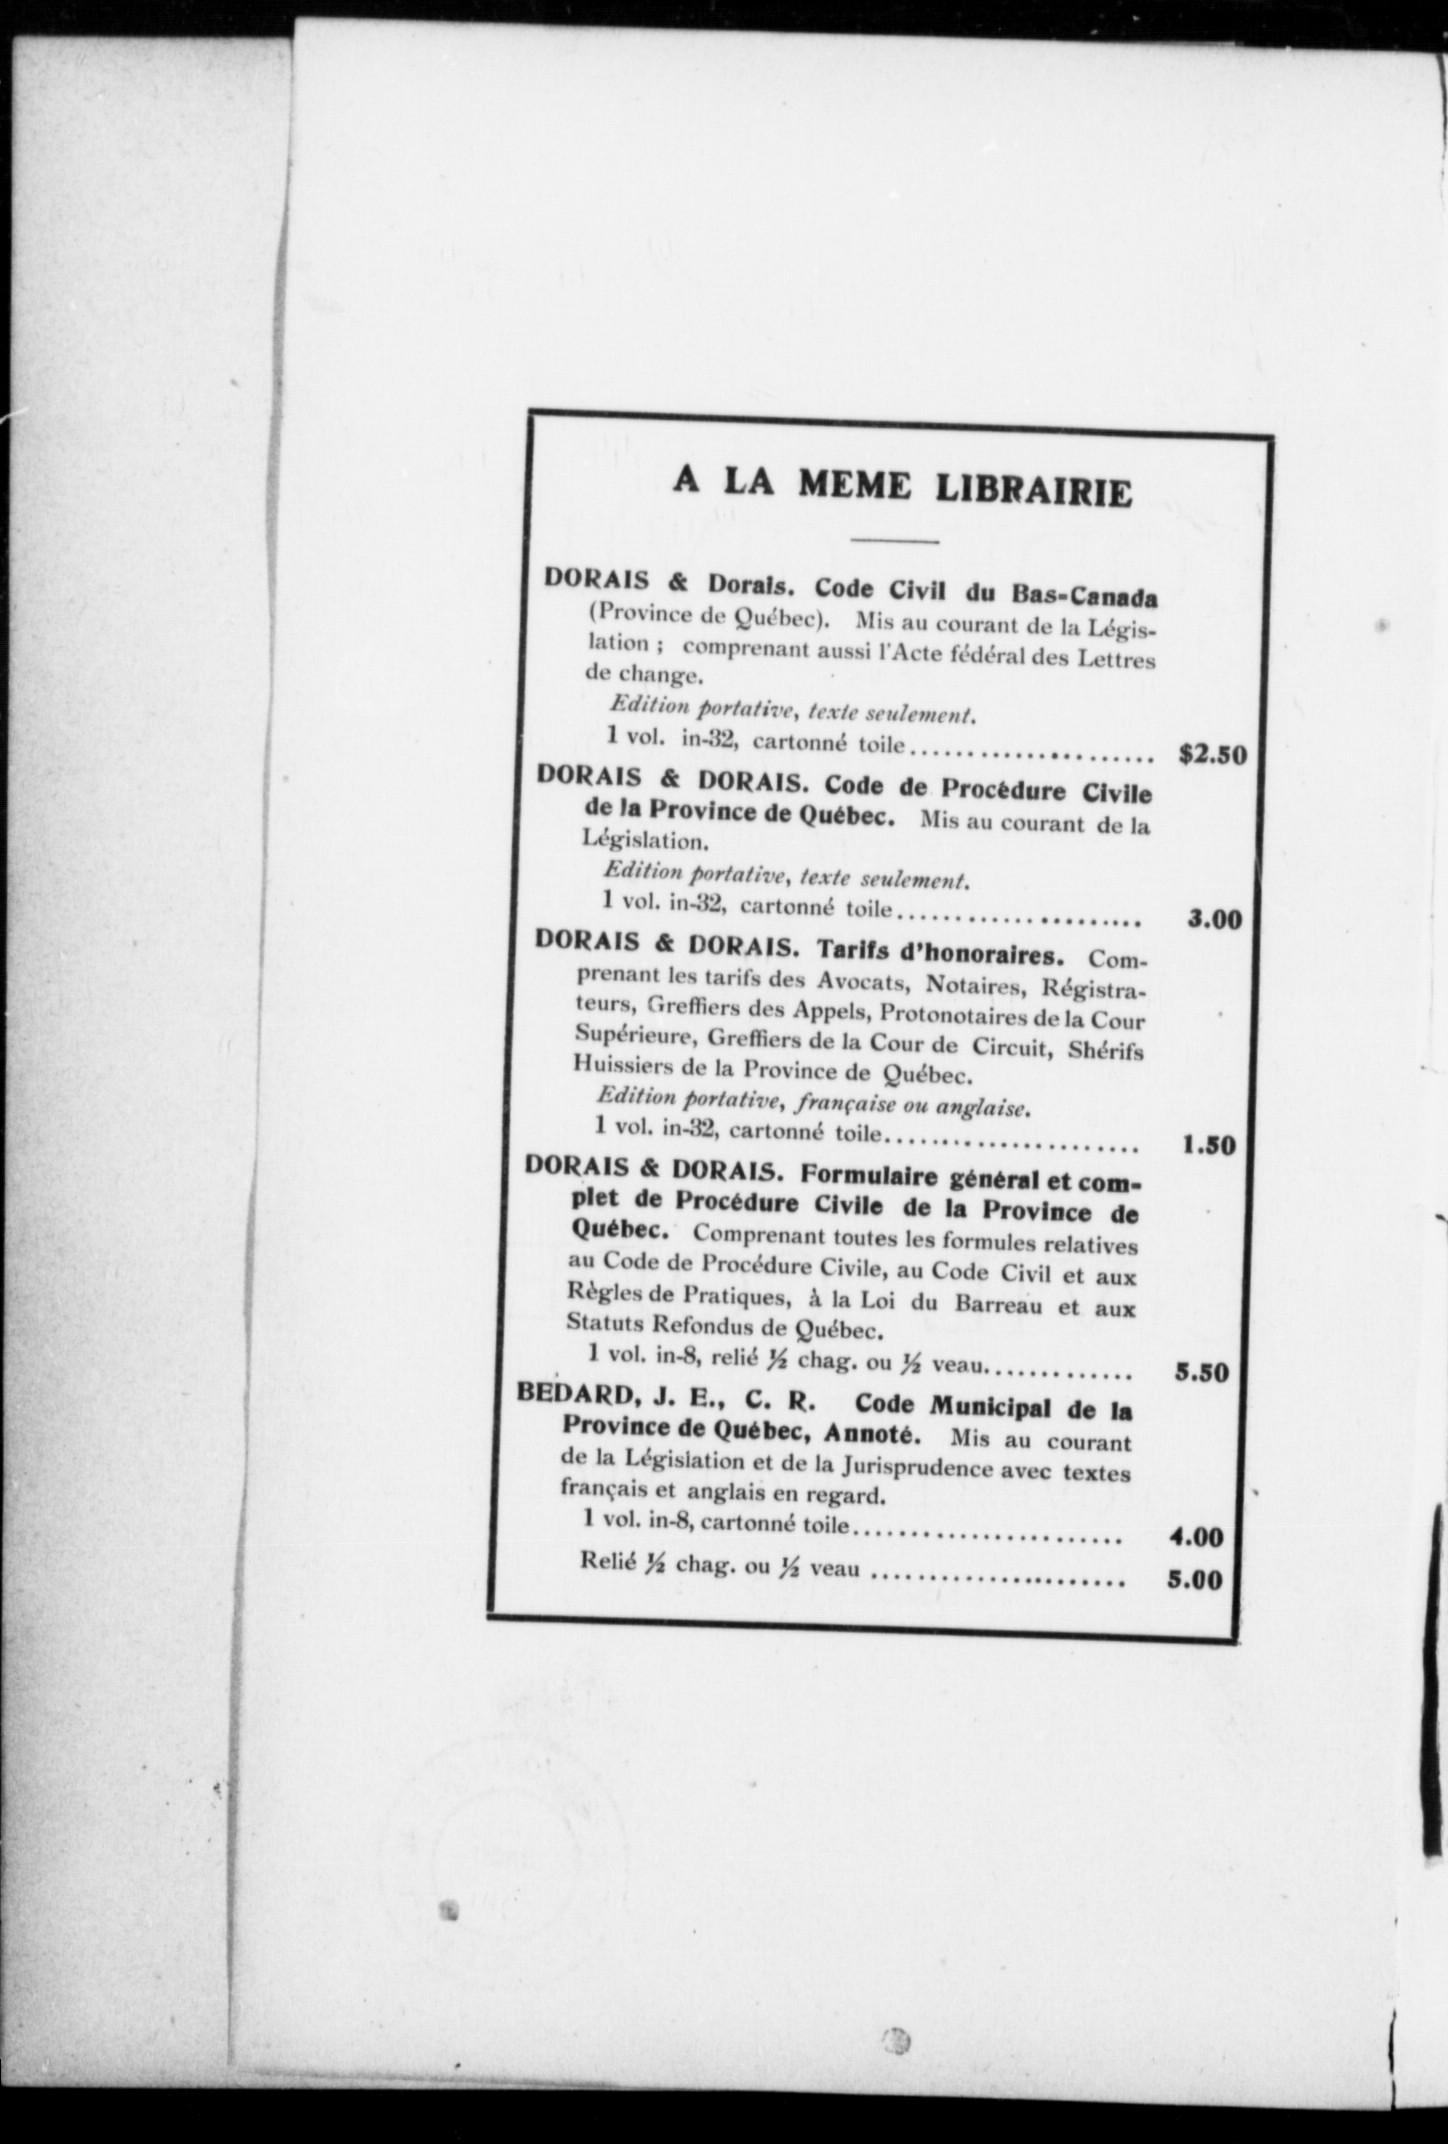 A LA MEME LIBRAIRIE
DORAIS & Dorais. Code Civil du Bas-Canada
(Province de Québec). Mis au courant de la Légis-
lation ; comprenant aussi l'Acte fédéral des Lettres
de change.
Edition portative, texte seulement.
1 vol. in-32, cartonné toile...................... $2.50
DORAIS & DORAIS. Code de Procédure Civile
de la Province de Québec. Mis au courant de la
Législation.
Edition portative, texte seulement.
1 vol. in-32, cartonné toile...................... 3.00
DORAIS & DORAIS. Tarifs d'honoraires. Com-
prenant les tarifs des Avocats, Notaires, Régistra-
teurs, Greffiers des Appels, Protonotaires de la Cour
Supérieure, Greffiers de la Cour de Circuit, Shérifs
Huissiers de la Province de Québec.
Edition portative, française ou anglaise.
1 vol. in-32, cartonné toile...................... 1.50
DORAIS & DORAIS. Formulaire général et com-
plet de Procédure Civile de la Province de
Québec. Comprenant toutes les formules relatives
au Code de Procédure Civile, au Code Civil et aux
Règles de Pratiques, à la Loi du Barreau et aux
Statuts Refondus de Québec.
1 vol. in-8, relié ½ chag. ou ½ veau............. 5.50
BEDARD, J. E., C. R. Code Municipal de la
Province de Québec, Annoté. Mis au courant
de la Législation et de la Jurisprudence avec textes
français et anglais en regard.
1 vol. in-8, cartonné toile........................ 4.00
Relié ½ chag. ou ½ veau ...................... 5.00